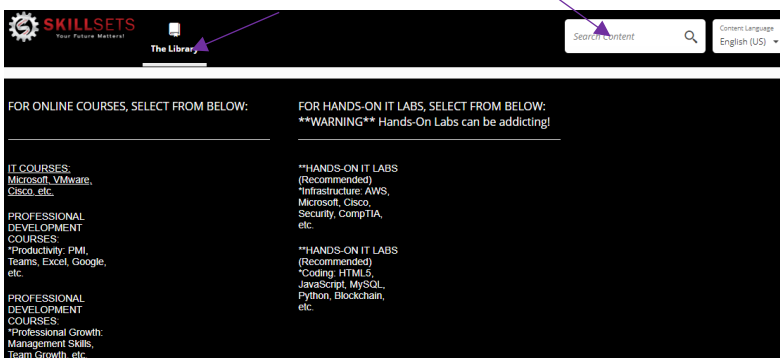 SKILLSETS
Your Future Matters!
The Library
Search Content
Content Language
English (US)
FOR ONLINE COURSES, SELECT FROM BELOW:
IT COURSES:
Microsoft, VMware,
Cisco, etc.
PROFESSIONAL
DEVELOPMENT
COURSES:
*Productivity: PMI,
Teams, Excel, Google,
etc.
PROFESSIONAL
DEVELOPMENT
COURSES:
*Professional Growth:
Management Skills,
Team Growth, etc.
FOR HANDS-ON IT LABS, SELECT FROM BELOW:
**WARNING** Hands-On Labs can be addicting!
**HANDS-ON IT LABS
(Recommended)
*Infrastructure: AWS,
Microsoft, Cisco,
Security, CompTIA,
etc.
**HANDS-ON IT LABS
(Recommended)
*Coding: HTML5,
JavaScript, MySQL,
Python, Blockchain,
etc.